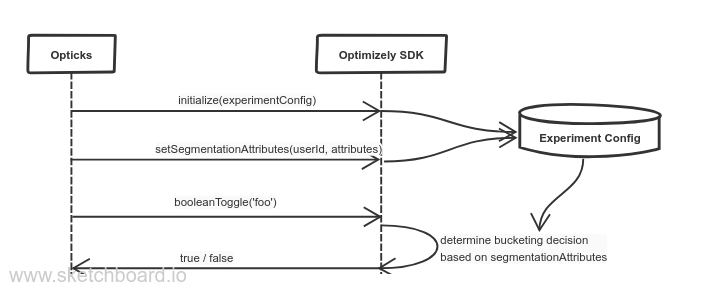 Opticks
Optimizely SDK
initialize(experimentConfig)
Experiment Config
setSegmentationAttributes(userId, attributes)
booleanToggle('foo')
determine bucketing decision
based on segmentationAttributes
true / false
www.sketchboard.io